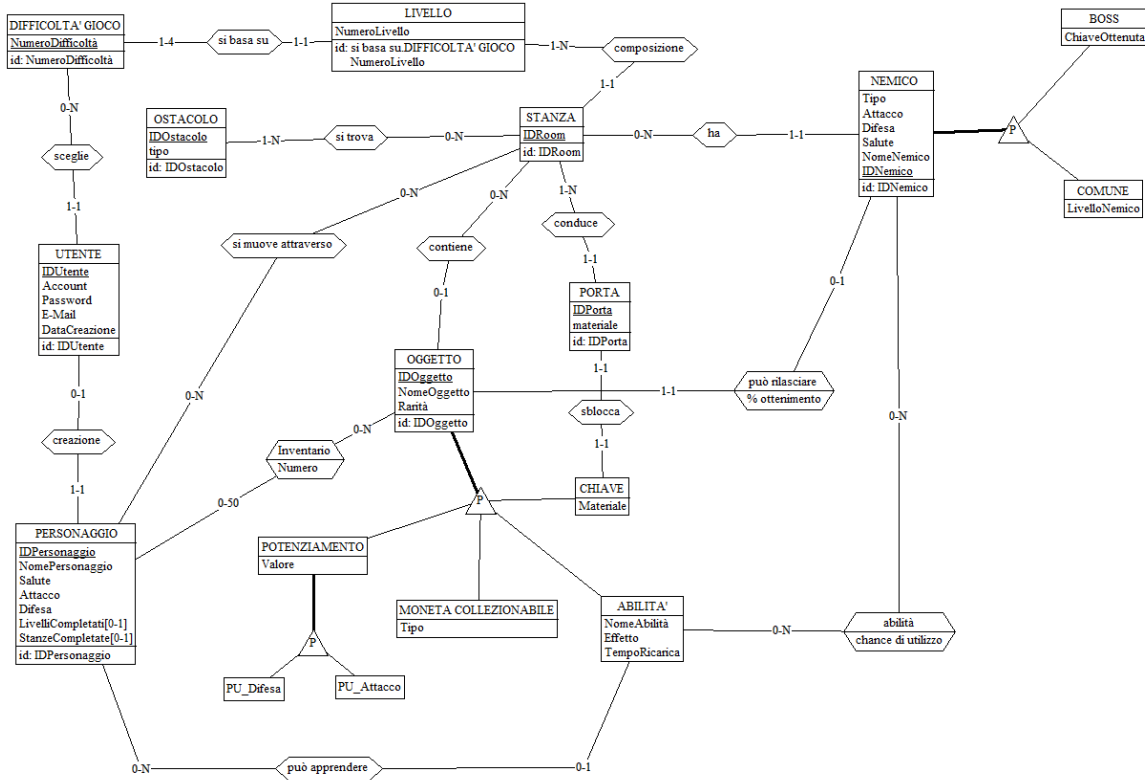 DIFFICOLTA' GIOCO
NumeroDifficoltà
id: NumeroDifficoltà
1-4
si basa su
1-1
LIVELLO
NumeroLivello
id: si basa su.DIFFICOLTA' GIOCO
NumeroLivello
1-N
composizione
1-1
BOSS
ChiaveOttenuta
0-N
sceglie
1-1
OSTACOLO
IDOstacolo
tipo
id: IDOstacolo
1-N
si trova
0-N
STANZA
IDRoom
id: IDRoom
0-N
ha
1-1
NEMICO
Tipo
Attacco
Difesa
Salute
NomeNemico
IDNemico
id: IDNemico
P
COMUNE
LivelloNemico
0-N
si muove attraverso
0-N
0-N
contiene
0-1
1-N
conduce
1-1
UTENTE
IDUtente
Account
Password
E-Mail
DataCreazione
id: IDUtente
PORTA
IDPorta
materiale
id: IDPorta
0-1
OGGETTO
IDOggetto
NomeOggetto
Rarità
id: IDOggetto
1-1
1-1
può rilasciare
% ottenimento
sblocca
1-1
0-N
0-1
creazione
1-1
0-N
Inventario
Numero
0-50
CHIAVE
Materiale
P
PERSONAGGIO
IDPersonaggio
NomePersonaggio
Salute
Attacco
Difesa
LivelliCompletati[0-1]
StanzeCompletate[0-1]
id: IDPersonaggio
POTENZIAMENTO
Valore
MONETA COLLEZIONABILE
Tipo
ABILITA'
NomeAbilità
Effetto
TempoRicarica
0-N
abilità
chance di utilizzo
P
PU_Difesa
PU_Attacco
0-N
può apprendere
0-1